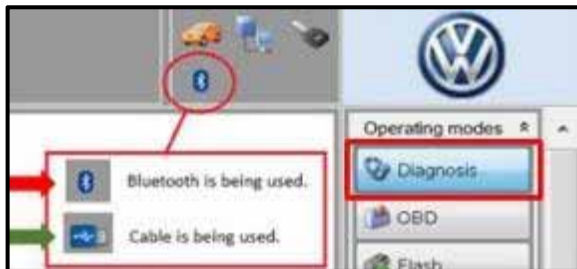 Operating modes
Diagnosis
Bluetooth is being used.
OBD
Cable is being used.
Flash